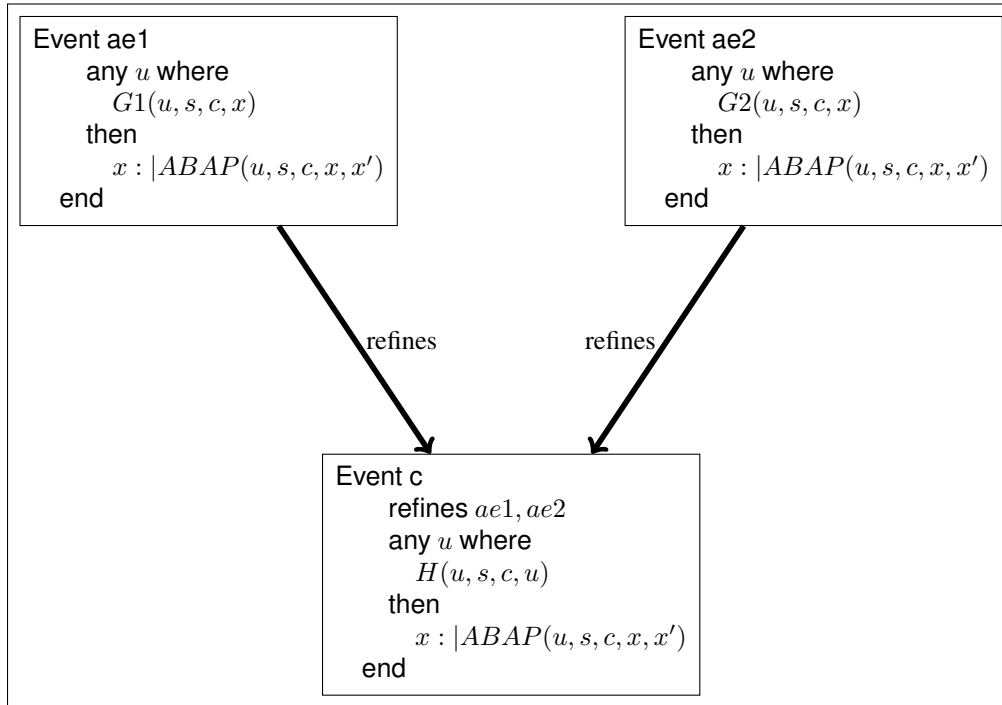 Event ae1
any u where
G1(u, s, c, x)
then
x : |ABAP(u, s, c, x, x′)
end
Event ae2
any u where
G2(u, s, c, x)
then
x : |ABAP(u, s, c, x, x′)
end
refines
refines
Event c
refines ae1, ae2
any u where
H(u, s, c, u)
then
x : |ABAP(u, s, c, x, x′)
end